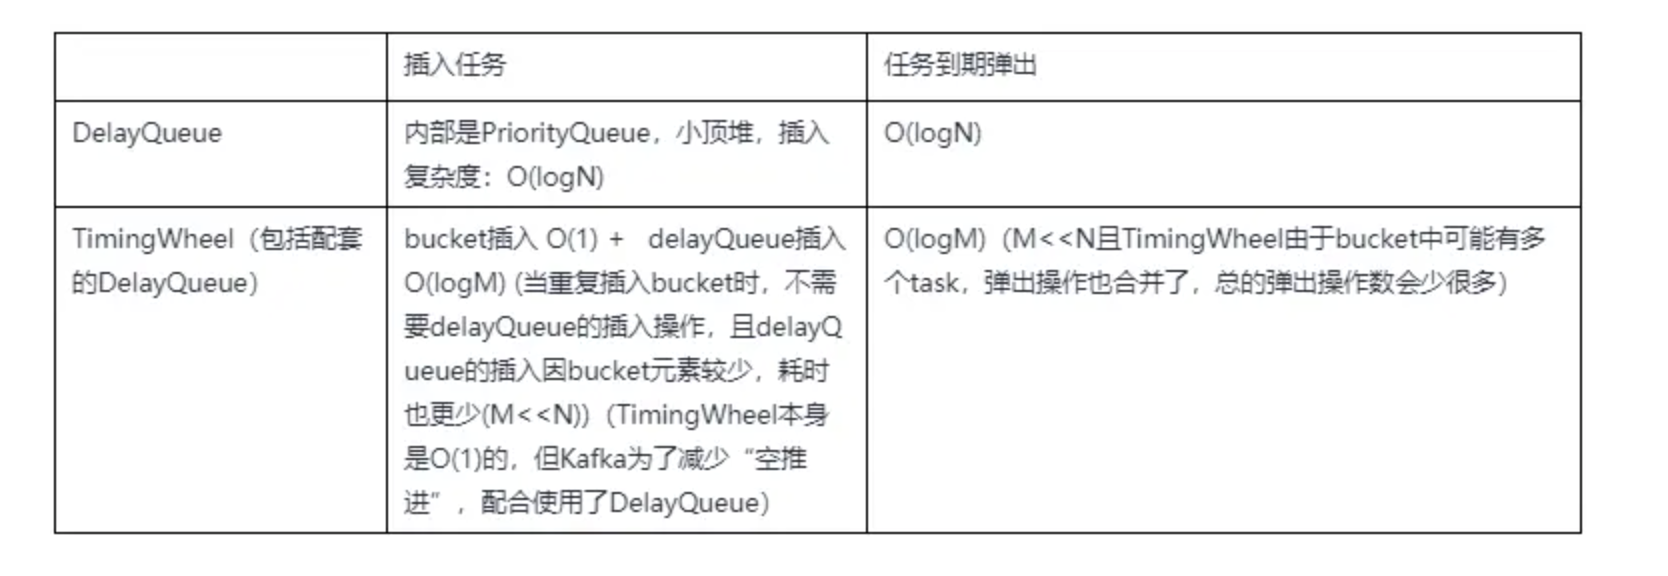 插入任务
任务到期弹出
DelayQueue
内部是PriorityQueue，小顶堆，插入
复杂度：O(logN)
O(logN)
TimingWheel（包括配套
的DelayQueue）
bucket插入 O(1) + delayQueue插入
O(logM) (当重复插入bucket时，不需
要delayQueue的插入操作，且delayQ
ueue的插入因bucket元素较少，耗时
也更少(M<<N))（TimingWheel本身
是O(1)的，但Kafka为了减少“空推
进”，配合使用了DelayQueue）
O(logM)（M<<N且TimingWheel由于bucket中可能有多
个task，弹出操作也合并了，总的弹出操作数会少很多）